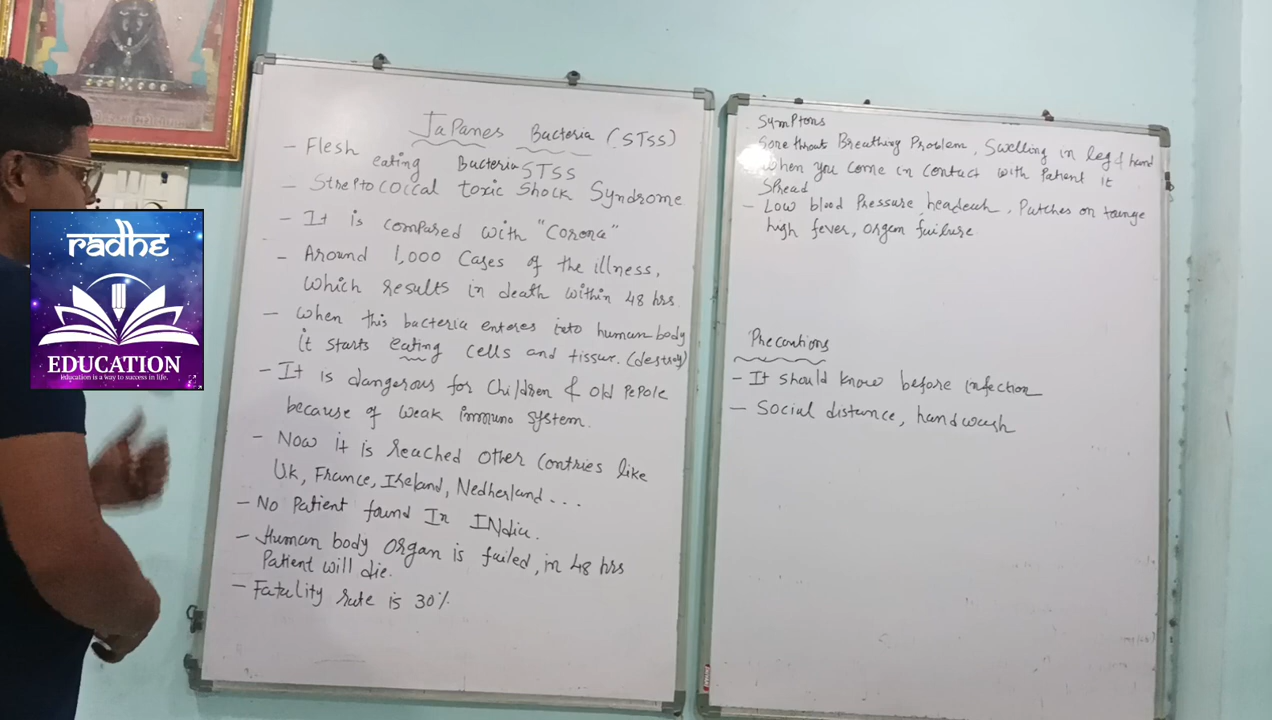 JaPanes Bacteria (STSS)
- Flesh eating Bacteria STSS
- Streptococcal toxic Shock Syndrome
- It is compared with "Corona"
- Around 1,000 Cases of the illness,
which results in death within 48 hrs.
- when this bacteria enteres into human body
it starts eating cells and tissue. (destroy)
- It is dangerous for Children & old PePole
because of weak immuno system.
- Now it is reached other Contries like
UK, France, Ireland, Nedherland...
- No Patient found In INdia.
- Human body organ is failed, in 48 hrs
Patient will die.
- Fatality rate is 30%.
Symptons
Sore throat Breathing Problem, Swelling in leg & hand
when you come in contact with Patient it
Spread
- Low blood Pressure, headech, Patches on tounge
high fever, organ failure
Precautions
- It should know before infection
- Social distance, handwash
RADHE
EDUCATION
education is a way to success in life.